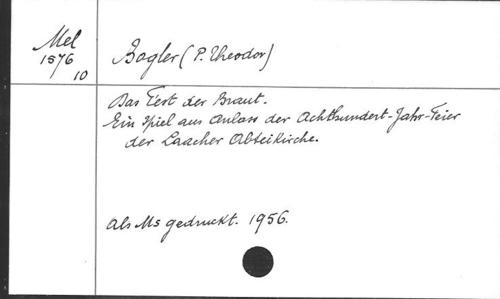 Mel
1576
10
Bogler (P. Theodor)
Das Fest der Braut.
Ein Spiel aus Anlass der Achthundert-Jahr-Feier
der Laacher Abteikirche.
Als Ms gedruckt. 1956.